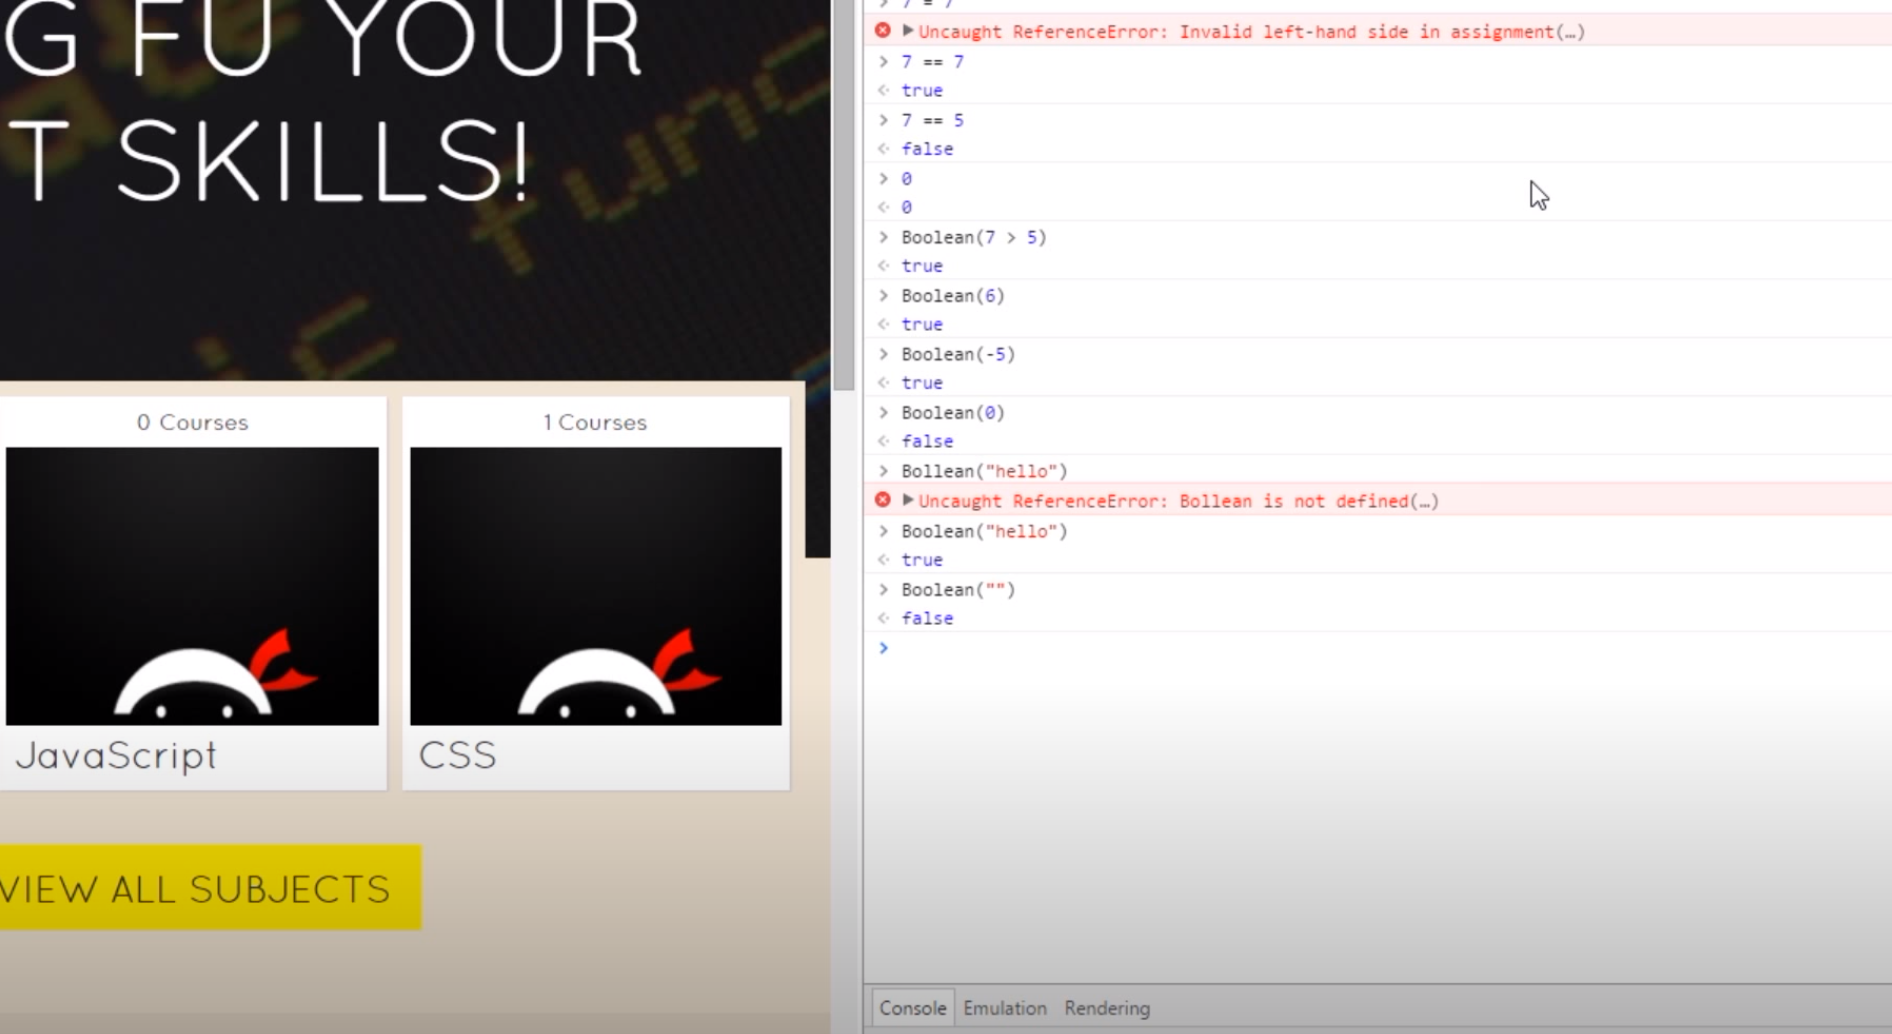 G FU YOUR
T SKILLS!
func
ic
0 Courses
1 Courses
JavaScript
CSS
VIEW ALL SUBJECTS
> 7 = 7
Uncaught ReferenceError: Invalid left-hand side in assignment(…)
> 7 == 7
true
> 7 == 5
false
> 0
0
> Boolean(7 > 5)
true
> Boolean(6)
true
> Boolean(-5)
true
> Boolean(0)
false
> Bollean("hello")
Uncaught ReferenceError: Bollean is not defined(…)
> Boolean("hello")
true
> Boolean("")
false
>
Console Emulation Rendering